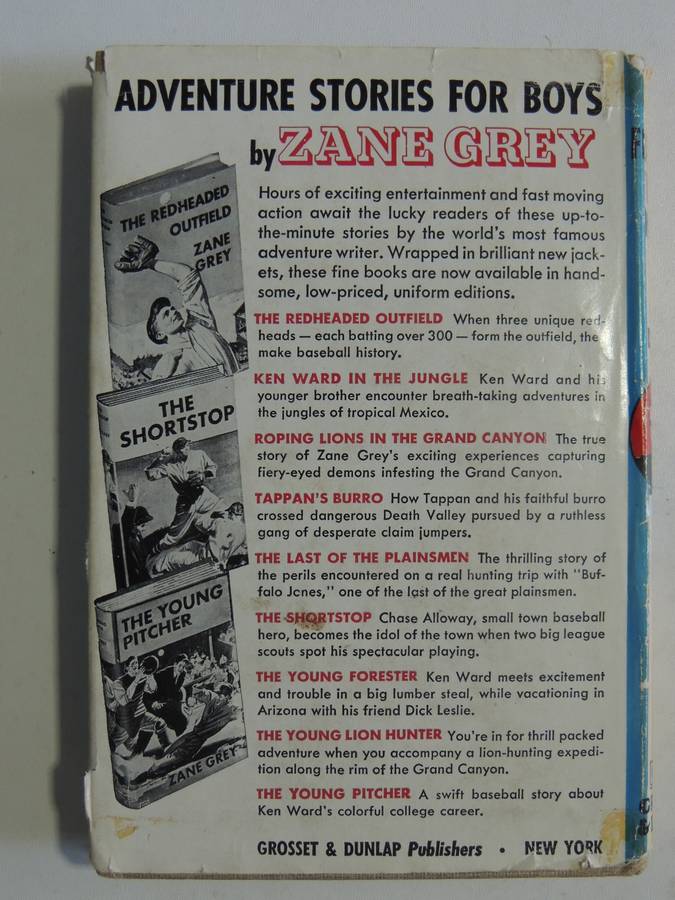 ADVENTURE STORIES FOR BOYS
by ZANE GREY
THE REDHEADED
OUTFIELD
ZANE
GREY
THE
SHORTSTOP
THE YOUNG
PITCHER
ZANE GREY
Hours of exciting entertainment and fast moving
action await the lucky readers of these up-to-
the-minute stories by the world's most famous
adventure writer. Wrapped in brilliant new jack-
ets, these fine books are now available in hand-
some, low-priced, uniform editions.
THE REDHEADED OUTFIELD When three unique red-
heads — each batting over 300 — form the outfield, the
make baseball history.
KEN WARD IN THE JUNGLE Ken Ward and his
younger brother encounter breath-taking adventures in
the jungles of tropical Mexico.
ROPING LIONS IN THE GRAND CANYON The true
story of Zane Grey's exciting experiences capturing
fiery-eyed demons infesting the Grand Canyon.
TAPPAN'S BURRO How Tappan and his faithful burro
crossed dangerous Death Valley pursued by a ruthless
gang of desperate claim jumpers.
THE LAST OF THE PLAINSMEN The thrilling story of
the perils encountered on a real hunting trip with "Buf-
falo Jones," one of the last of the great plainsmen.
THE SHORTSTOP Chase Alloway, small town baseball
hero, becomes the idol of the town when two big league
scouts spot his spectacular playing.
THE YOUNG FORESTER Ken Ward meets excitement
and trouble in a big lumber steal, while vacationing in
Arizona with his friend Dick Leslie.
THE YOUNG LION HUNTER You're in for thrill packed
adventure when you accompany a lion-hunting expedi-
tion along the rim of the Grand Canyon.
THE YOUNG PITCHER A swift baseball story about
Ken Ward's colorful college career.
GROSSET & DUNLAP Publishers • NEW YORK